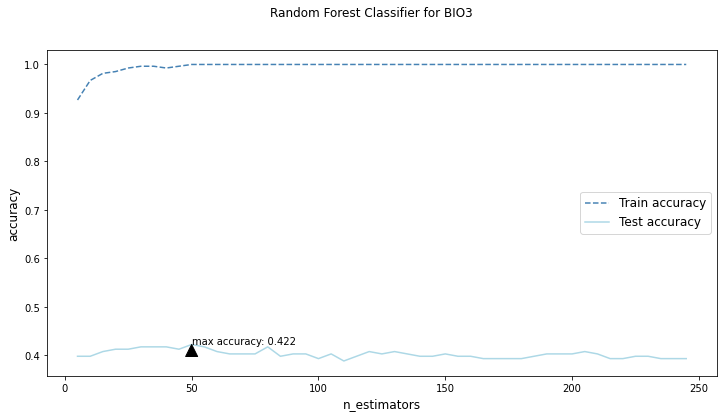 Random Forest Classifier for BIO3
1.0
0.9
0.8
0.7
0.6
0.5
0.4
accuracy
Train accuracy
Test accuracy
max accuracy: 0.422
0
50
100
150
200
250
n_estimators